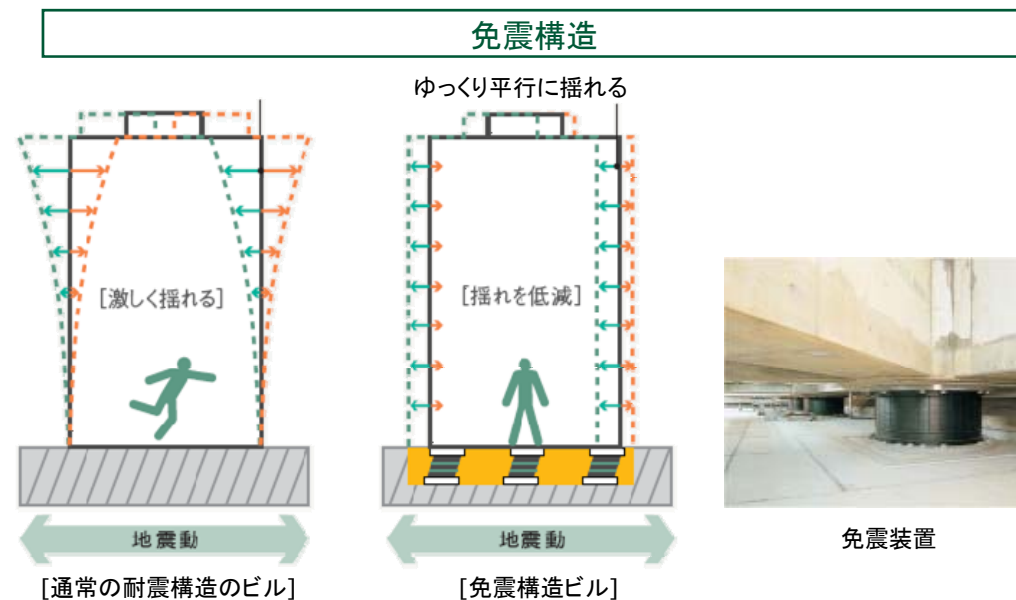 免震構造
ゆっくり平行に揺れる
[激しく揺れる]
[揺れを低減]
地震動
地震動
免震装置
[通常の耐震構造のビル]
[免震構造ビル]